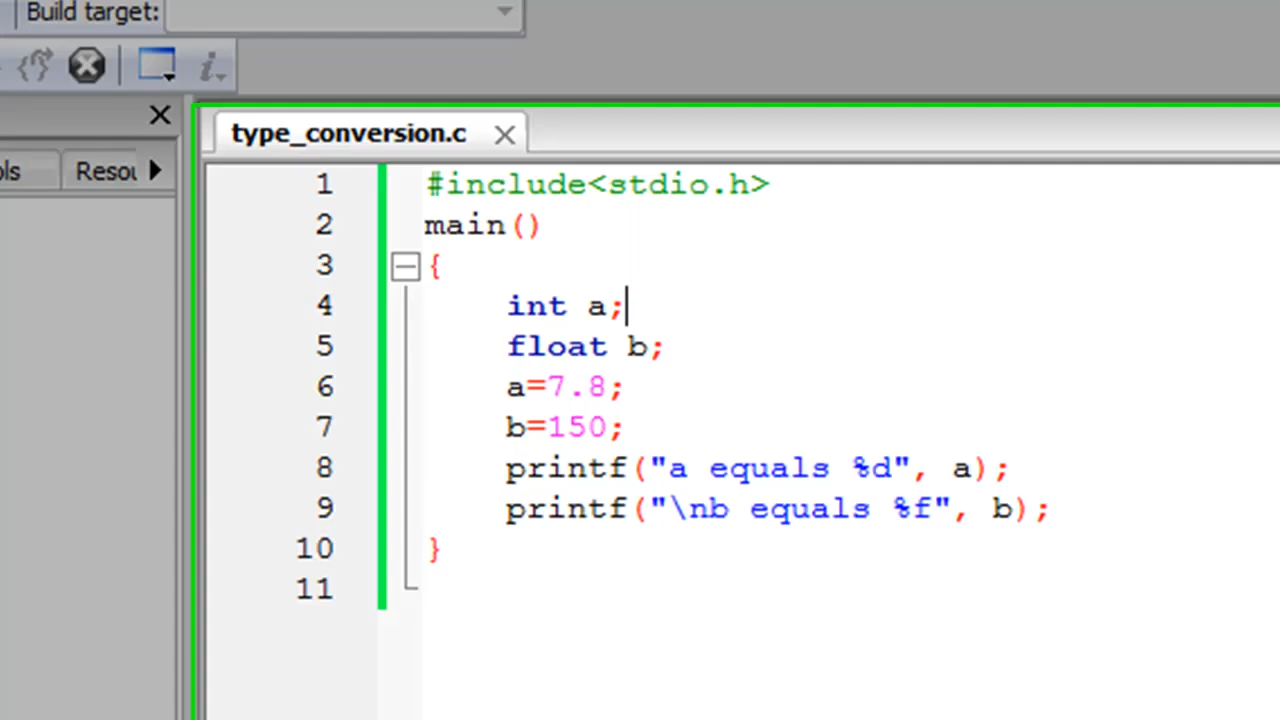 Build target:
ols Resou
type_conversion.c
1 #include<stdio.h>
2 main()
3 {
4 int a;
5 float b;
6 a=7.8;
7 b=150;
8 printf("a equals %d", a);
9 printf("\nb equals %f", b);
10 }
11